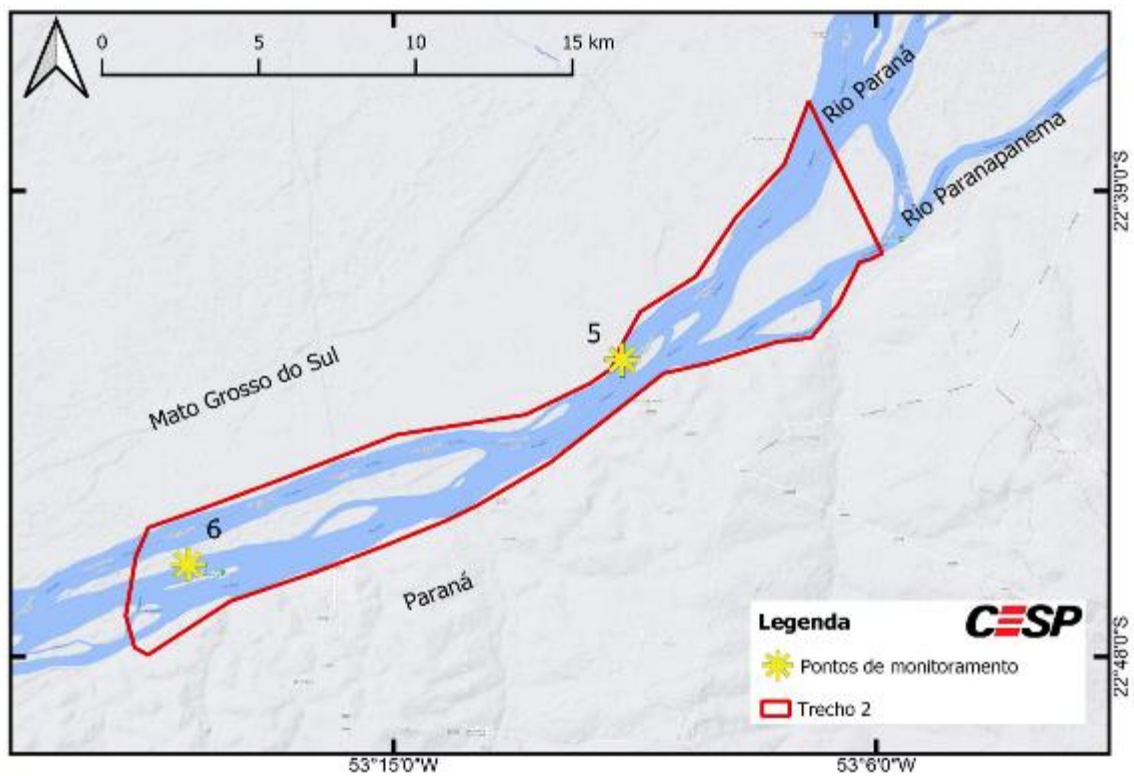 0 5 10 15 km
Rio Paraná
Rio Paranapanema
22°39'0"S
5
Mato Grosso do Sul
6
Paraná
Legenda
CESP
Pontos de monitoramento
Trecho 2
22°48'0"S
53°15'0"W 53°6'0"W